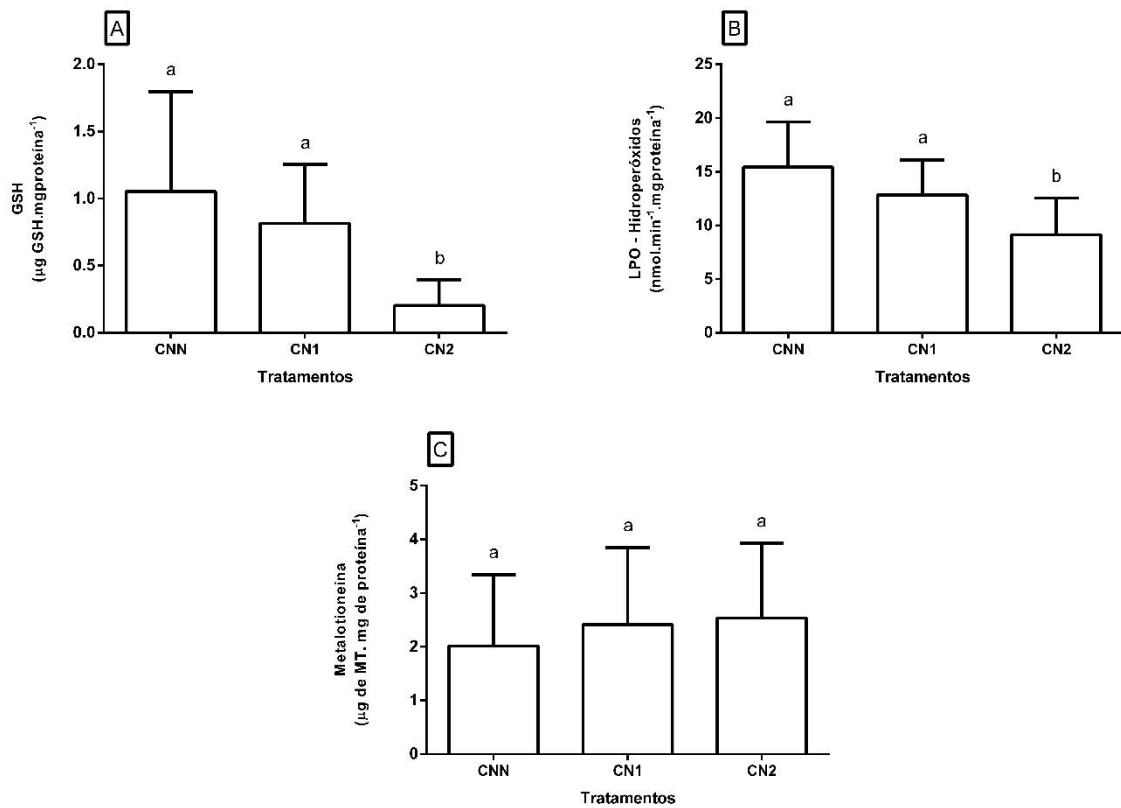 A
GSH
(µg GSH.mgproteína⁻¹)
2.0
1.5
1.0
0.5
0.0
a
a
b
CNN
CN1
CN2
Tratamentos
B
LPO - Hidroperóxidos
(nmol.min⁻¹.mgproteína⁻¹)
25
20
15
10
5
0
a
a
b
CNN
CN1
CN2
Tratamentos
C
Metalotioneína
(µg de MT. mg de proteína⁻¹)
5
4
3
2
1
0
a
a
a
CNN
CN1
CN2
Tratamentos